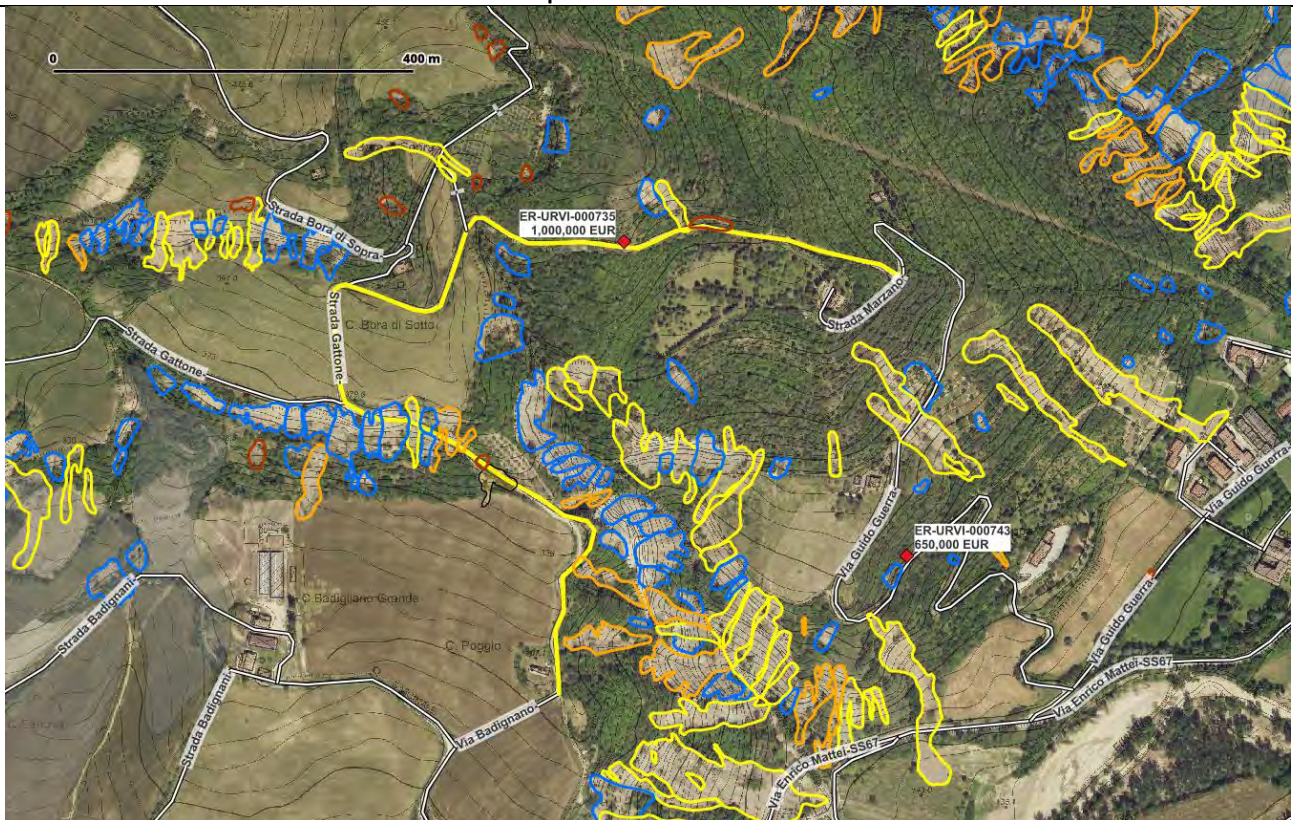 0 400 m
ER-URVI-000735
1,000,000 EUR
Strada Bora di Sopra
Strada Gattone
C. Bora di Sotto
Strada Gattone
Strada Marzano
Via Guido Guerra
Via Guido Guerra
ER-URVI-000743
650,000 EUR
Via Guido Guerra
Strada Badignani
C. Badigliano Grande
C. Poggio
Strada Badignani
Via Badignano
Via Enrico Mattei-SS67
Via Enrico Mattei-SS67